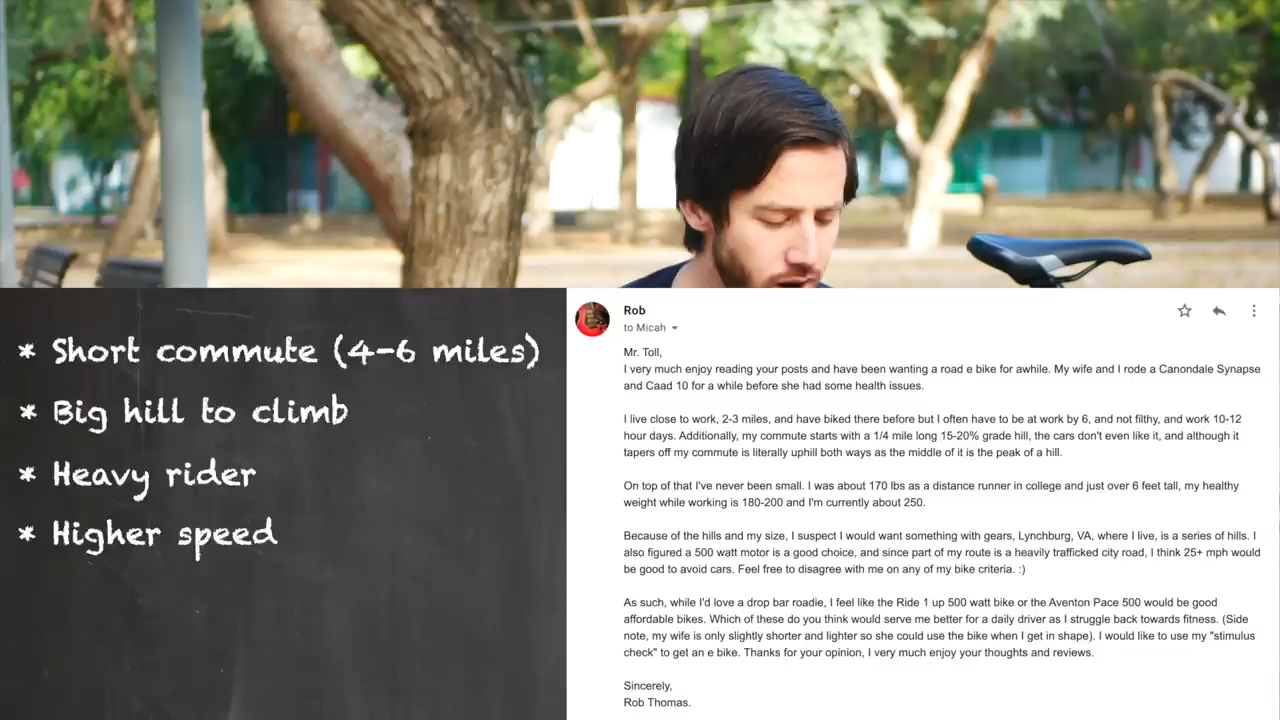 * Short commute (4-6 miles)
* Big hill to climb
* Heavy rider
* Higher speed
Rob
to Micah
Mr. Toll,
I very much enjoy reading your posts and have been wanting a road e bike for awhile. My wife and I rode a Canondale Synapse
and Caad 10 for a while before she had some health issues.
I live close to work, 2-3 miles, and have biked there before but I often have to be at work by 6, and not filthy, and work 10-12
hour days. Additionally, my commute starts with a 1/4 mile long 15-20% grade hill, the cars don't even like it, and although it
tapers off my commute is literally uphill both ways as the middle of it is the peak of a hill.
On top of that I've never been small. I was about 170 lbs as a distance runner in college and just over 6 feet tall, my healthy
weight while working is 180-200 and I'm currently about 250.
Because of the hills and my size, I suspect I would want something with gears, Lynchburg, VA, where I live, is a series of hills. I
also figured a 500 watt motor is a good choice, and since part of my route is a heavily trafficked city road, I think 25+ mph would
be good to avoid cars. Feel free to disagree with me on any of my bike criteria. :)
As such, while I'd love a drop bar roadie, I feel like the Ride 1 up 500 watt bike or the Aventon Pace 500 would be good
affordable bikes. Which of these do you think would serve me better for a daily driver as I struggle back towards fitness. (Side
note, my wife is only slightly shorter and lighter so she could use the bike when I get in shape). I would like to use my "stimulus
check" to get an e bike. Thanks for your opinion, I very much enjoy your thoughts and reviews.
Sincerely,
Rob Thomas.